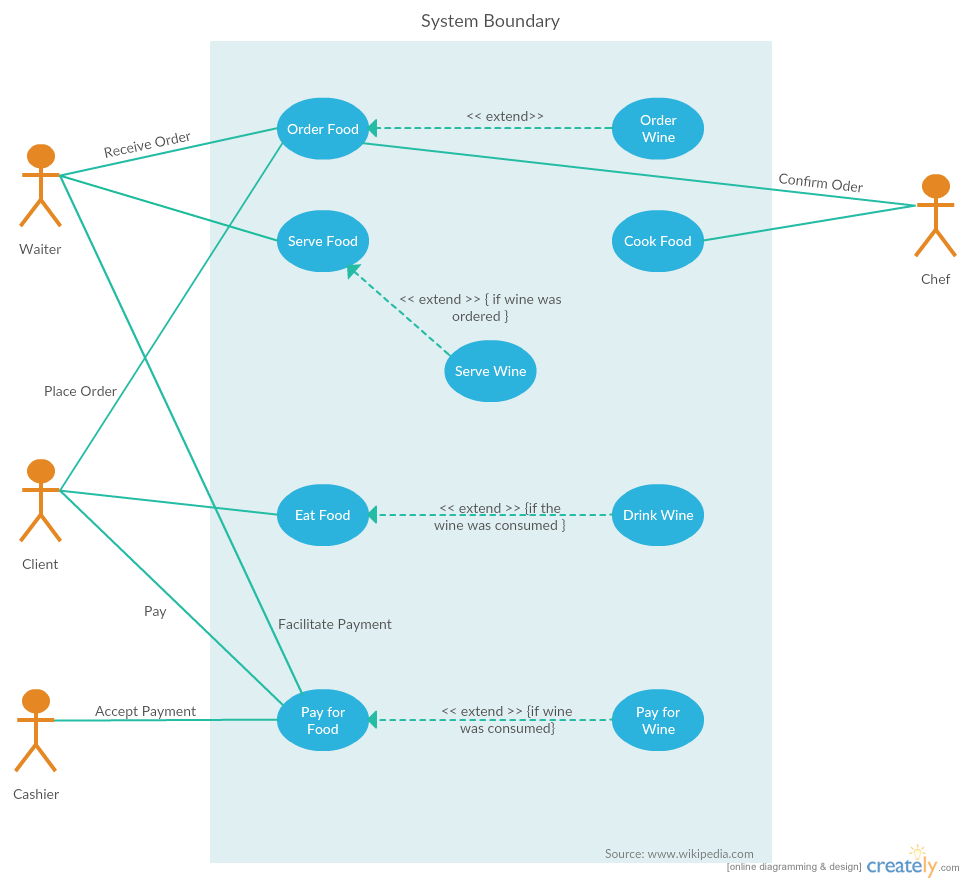 System Boundary
Order Food
<< extend>>
Order
Wine
Receive Order
Confirm Oder
Waiter
Serve Food
Cook Food
Chef
<< extend >> { if wine was
ordered }
Serve Wine
Place Order
Client
Eat Food
<< extend >> {if the
wine was consumed }
Drink Wine
Pay
Facilitate Payment
Accept Payment
Cashier
Pay for
Food
<< extend >> {if wine
was consumed}
Pay for
Wine
Source: www.wikipedia.com
[online diagramming & design] creately.com